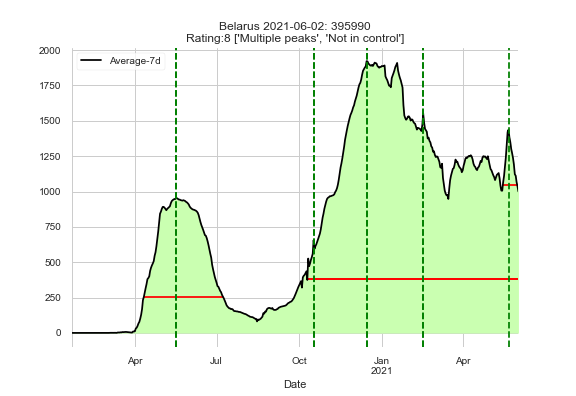 Belarus 2021-06-02: 395990
Rating:8 ['Multiple peaks', 'Not in control']
2000
Average-7d
1750
1500
1250
1000
750
500
250
0
Apr Jul Oct Jan Apr
2021
Date